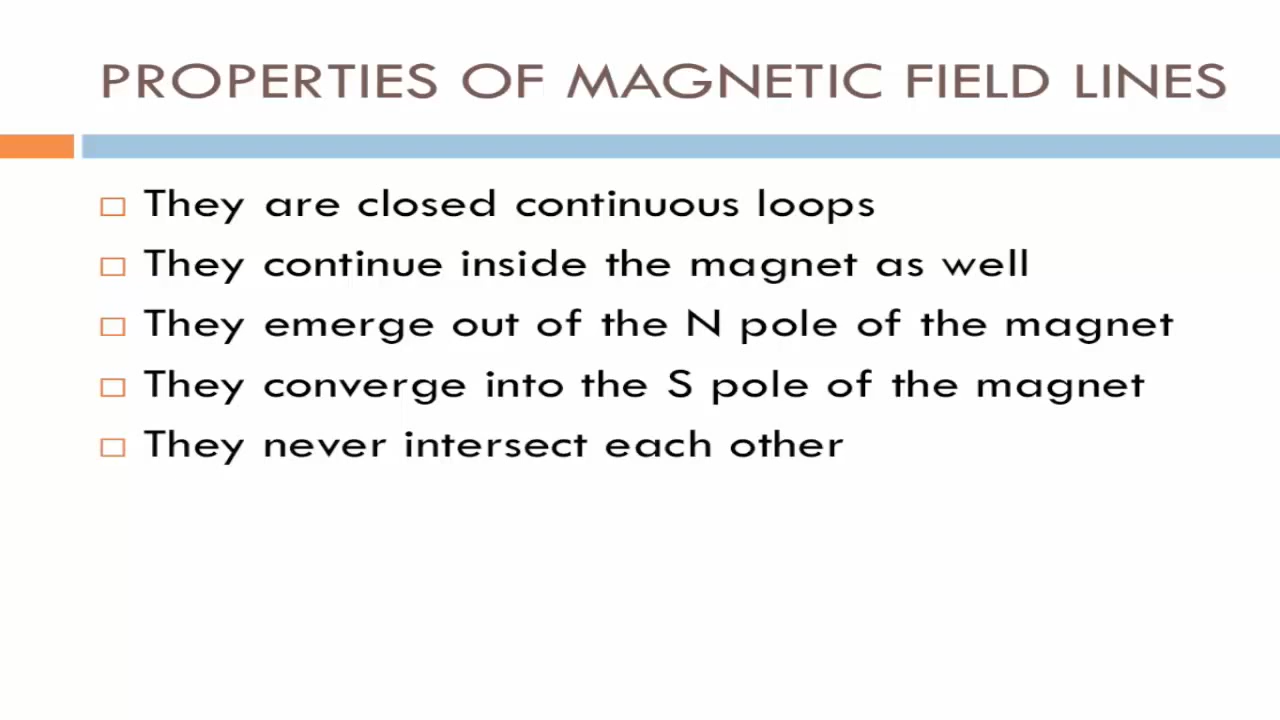 PROPERTIES OF MAGNETIC FIELD LINES
They are closed continuous loops
They continue inside the magnet as well
They emerge out of the N pole of the magnet
They converge into the S pole of the magnet
They never intersect each other